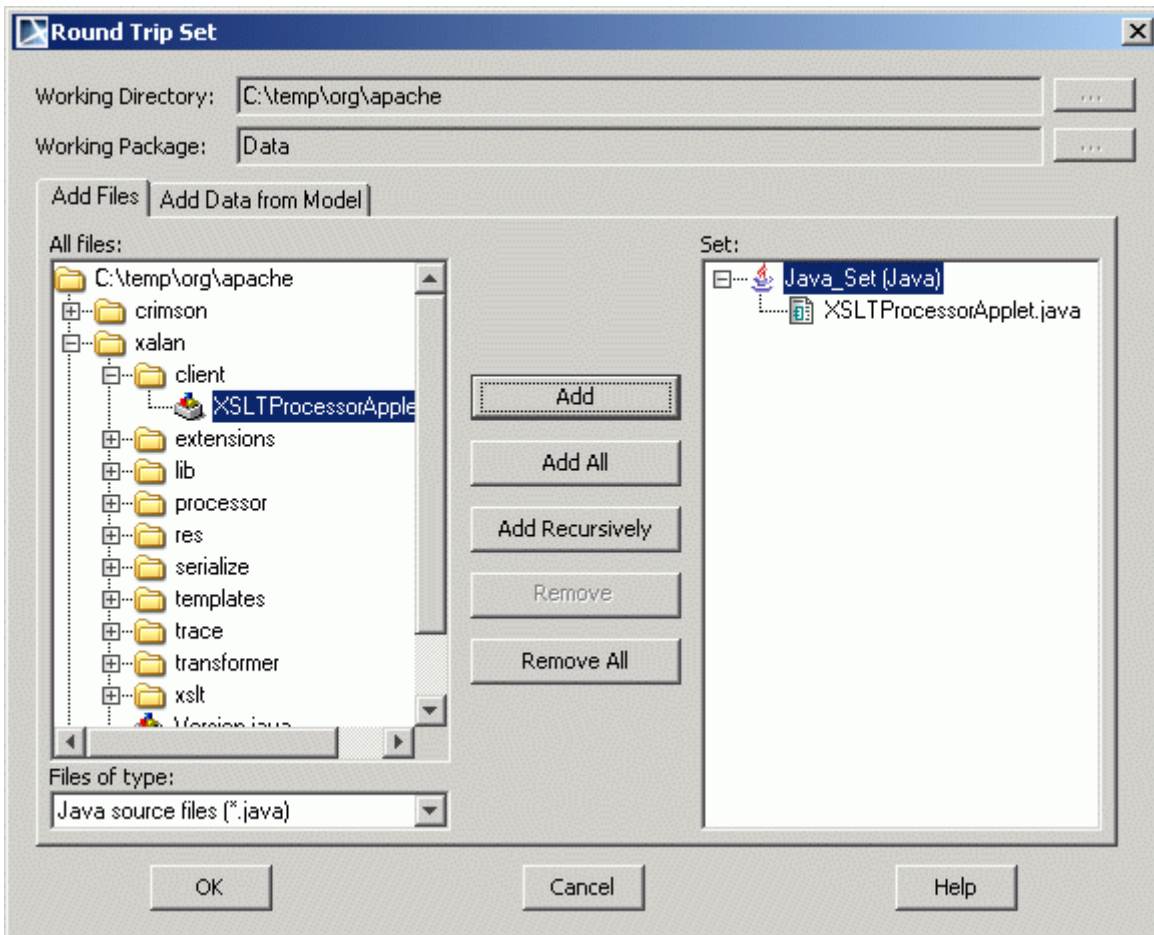 Round Trip Set
Working Directory: C:\temp\org\apache ...
Working Package: Data ...
Add Files Add Data from Model
All files:
C:\temp\org\apache
crimson
xalan
client
XSLTProcessorApple
extensions
lib
processor
res
serialize
templates
trace
transformer
xslt
Version.java
Files of type:
Java source files (*.java)
Add
Add All
Add Recursively
Remove
Remove All
Set:
Java_Set (Java)
XSLTProcessorApplet.java
OK Cancel Help